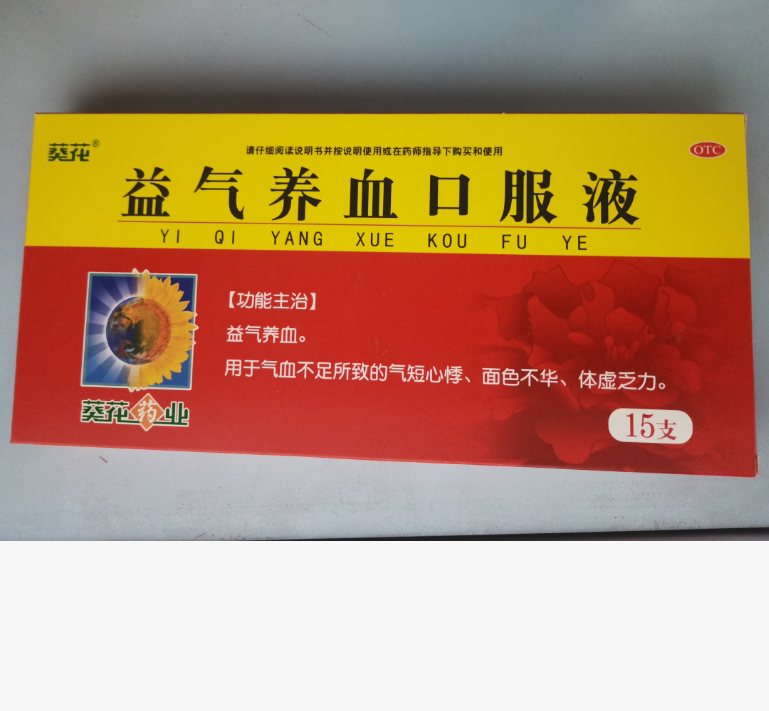 葵花®
请仔细阅读说明书并按说明使用或在药师指导下购买和使用
OTC
益气养血口服液
YI QI YANG XUE KOU FU YE
【功能主治】
益气养血。
用于气血不足所致的气短心悸、面色不华、体虚乏力。
葵花药业
15支